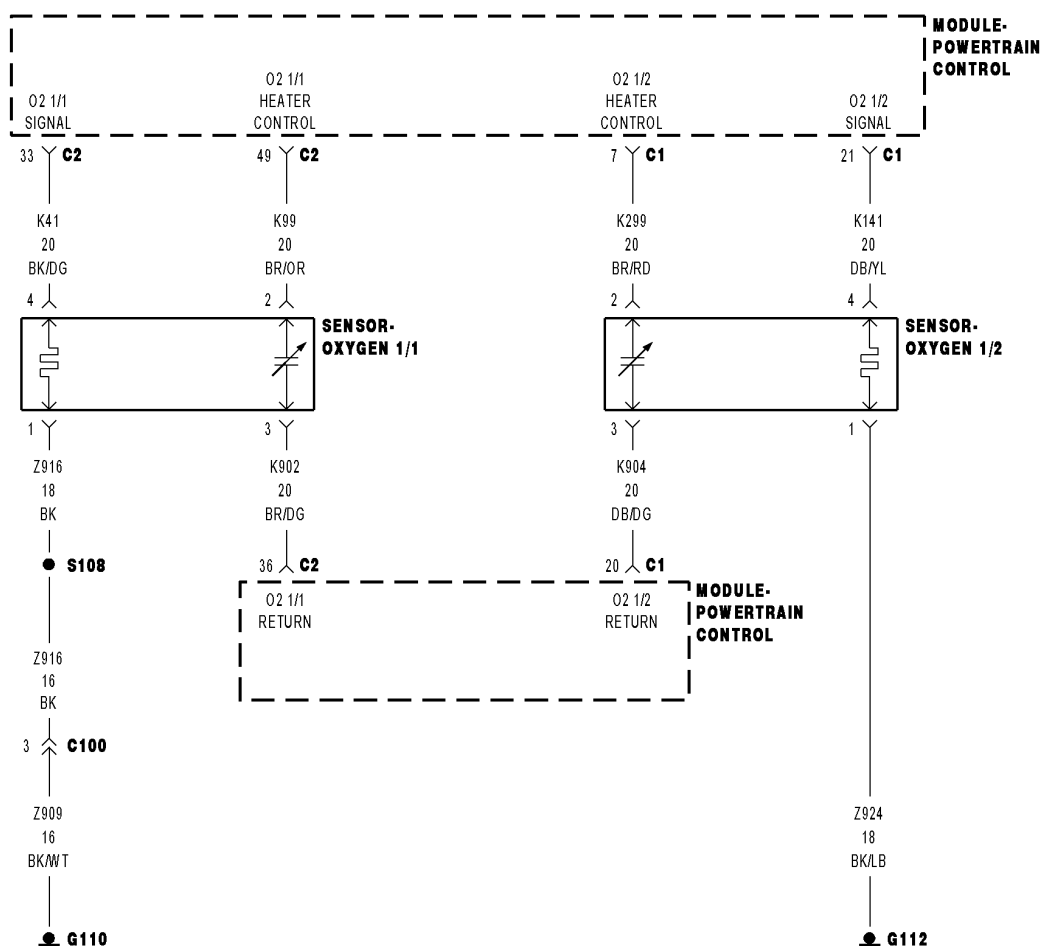 MODULE-
POWERTRAIN
CONTROL
O2 1/1
SIGNAL
O2 1/1
HEATER
CONTROL
O2 1/2
HEATER
CONTROL
O2 1/2
SIGNAL
33 C2
49 C2
7 C1
21 C1
K41
20
BK/DG
K99
20
BR/OR
K299
20
BR/RD
K141
20
DB/YL
4
2
2
4
SENSOR-
OXYGEN 1/1
SENSOR-
OXYGEN 1/2
1
3
3
1
Z916
18
BK
K902
20
BR/DG
K904
20
DB/DG
S108
36 C2
20 C1
O2 1/1
RETURN
O2 1/2
RETURN
MODULE-
POWERTRAIN
CONTROL
Z916
16
BK
3 C100
Z909
16
BK/WT
Z924
18
BK/LB
G110
G112